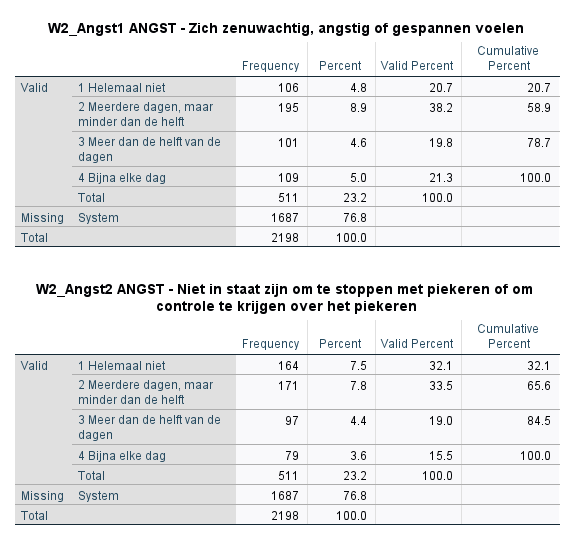 W2_Angst1 ANGST - Zich zenuwachtig, angstig of gespannen voelen
Frequency Percent Valid Percent Cumulative Percent
Valid 1 Helemaal niet 106 4.8 20.7 20.7
2 Meerdere dagen, maar minder dan de helft 195 8.9 38.2 58.9
3 Meer dan de helft van de dagen 101 4.6 19.8 78.7
4 Bijna elke dag 109 5.0 21.3 100.0
Total 511 23.2 100.0
Missing System 1687 76.8
Total 2198 100.0
W2_Angst2 ANGST - Niet in staat zijn om te stoppen met piekeren of om
controle te krijgen over het piekeren
Frequency Percent Valid Percent Cumulative Percent
Valid 1 Helemaal niet 164 7.5 32.1 32.1
2 Meerdere dagen, maar minder dan de helft 171 7.8 33.5 65.6
3 Meer dan de helft van de dagen 97 4.4 19.0 84.5
4 Bijna elke dag 79 3.6 15.5 100.0
Total 511 23.2 100.0
Missing System 1687 76.8
Total 2198 100.0